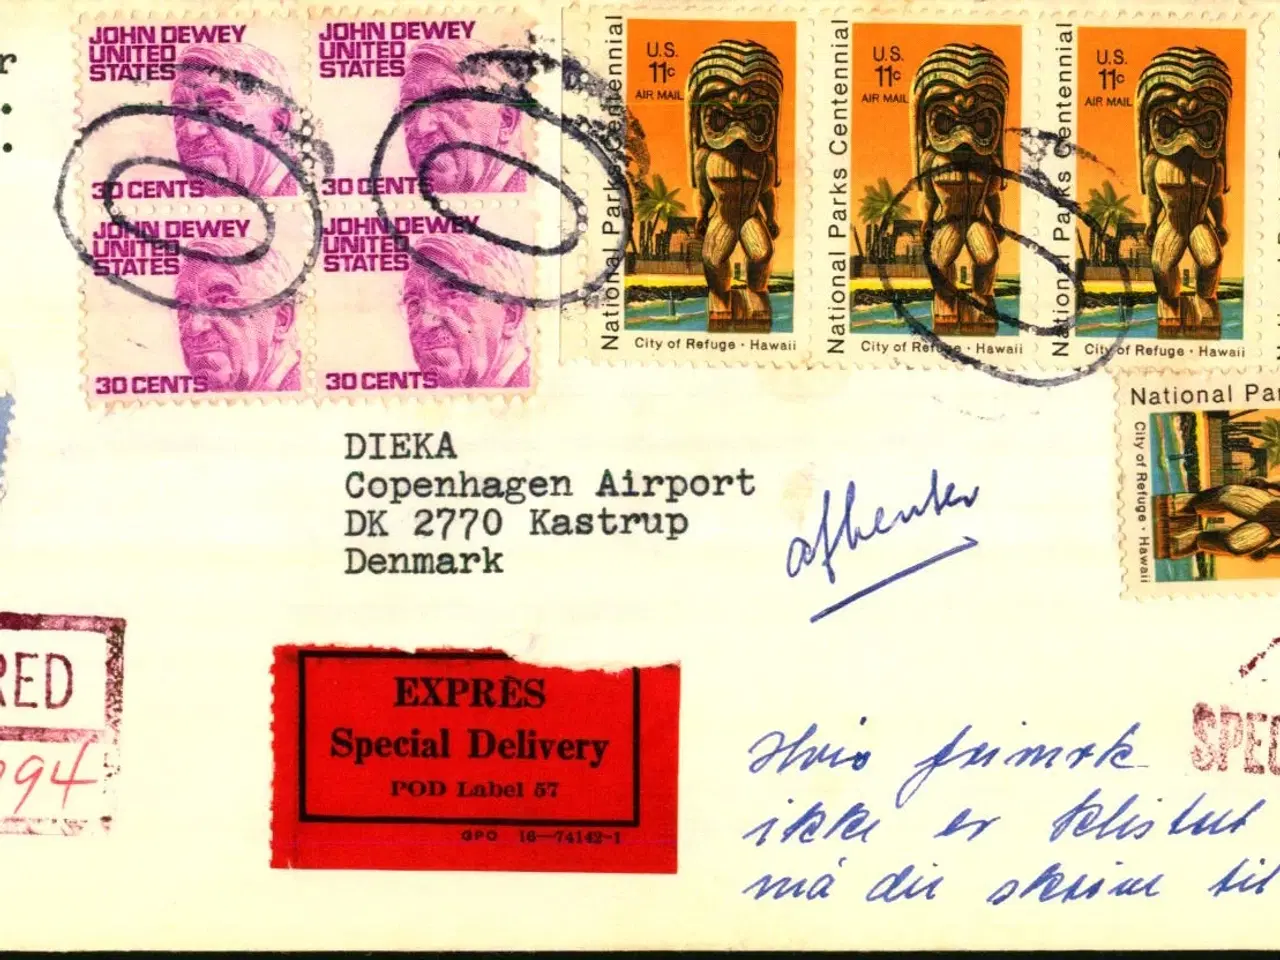 r
:
JOHN DEWEY
UNITED
STATES
30 CENTS
JOHN DEWEY
UNITED
STATES
30 CENTS
JOHN DEWEY
UNITED
STATES
30 CENTS
JOHN DEWEY
UNITED
STATES
30 CENTS
National Parks Centennial
U.S.
11c
AIR MAIL
City of Refuge · Hawaii
National Parks Centennial
U.S.
11c
AIR MAIL
City of Refuge · Hawaii
National Parks Centennial
U.S.
11c
AIR MAIL
City of Refuge · Hawaii
National Par
City of Refuge · Hawaii
DIEKA
Copenhagen Airport
DK 2770 Kastrup
Denmark
afhenter
RED
94
EXPRÈS
Special Delivery
POD Label 57
GPO 16—74142-1
SPEC
Hvis frimærk
ikke er klistret
må du skrive til